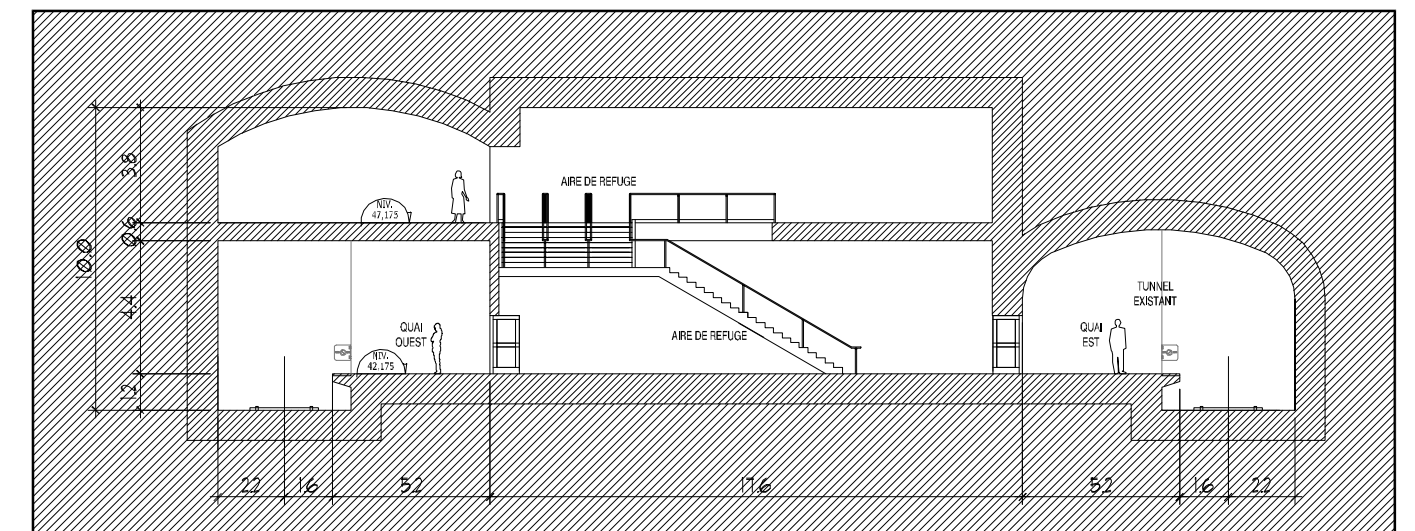 AIRE DE REFUGE
NIV.
47,175
3.8
0.6
10.0
4.4
1.2
TUNNEL
EXISTANT
QUAI
OUEST
AIRE DE REFUGE
QUAI
EST
NIV.
42.175
2.2
1.6
5.2
17.6
5.2
1.6
2.2